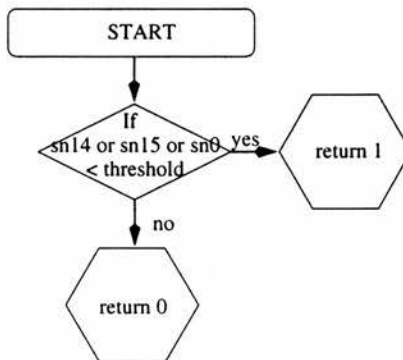 START
If
sn14 or sn15 or sn0
< threshold
yes
return 1
no
return 0